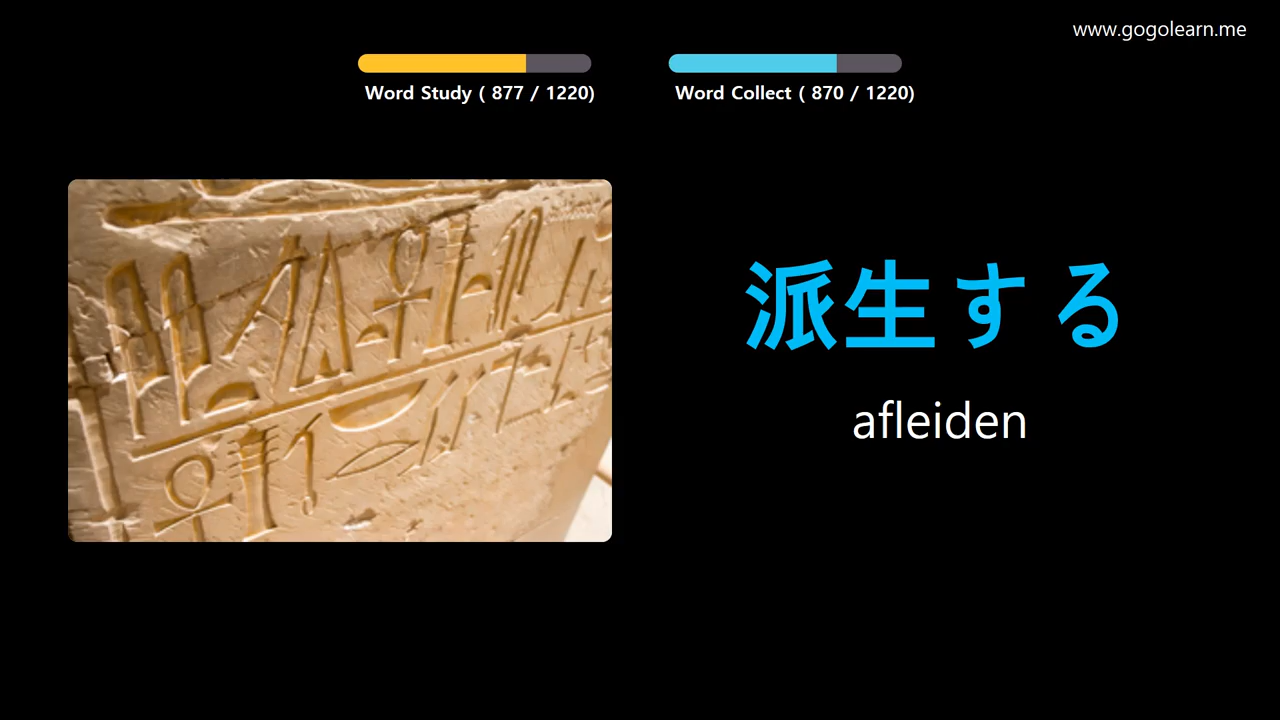 www.gogolearn.me
Word Study ( 877 / 1220)
Word Collect ( 870 / 1220)
派生する
afleiden